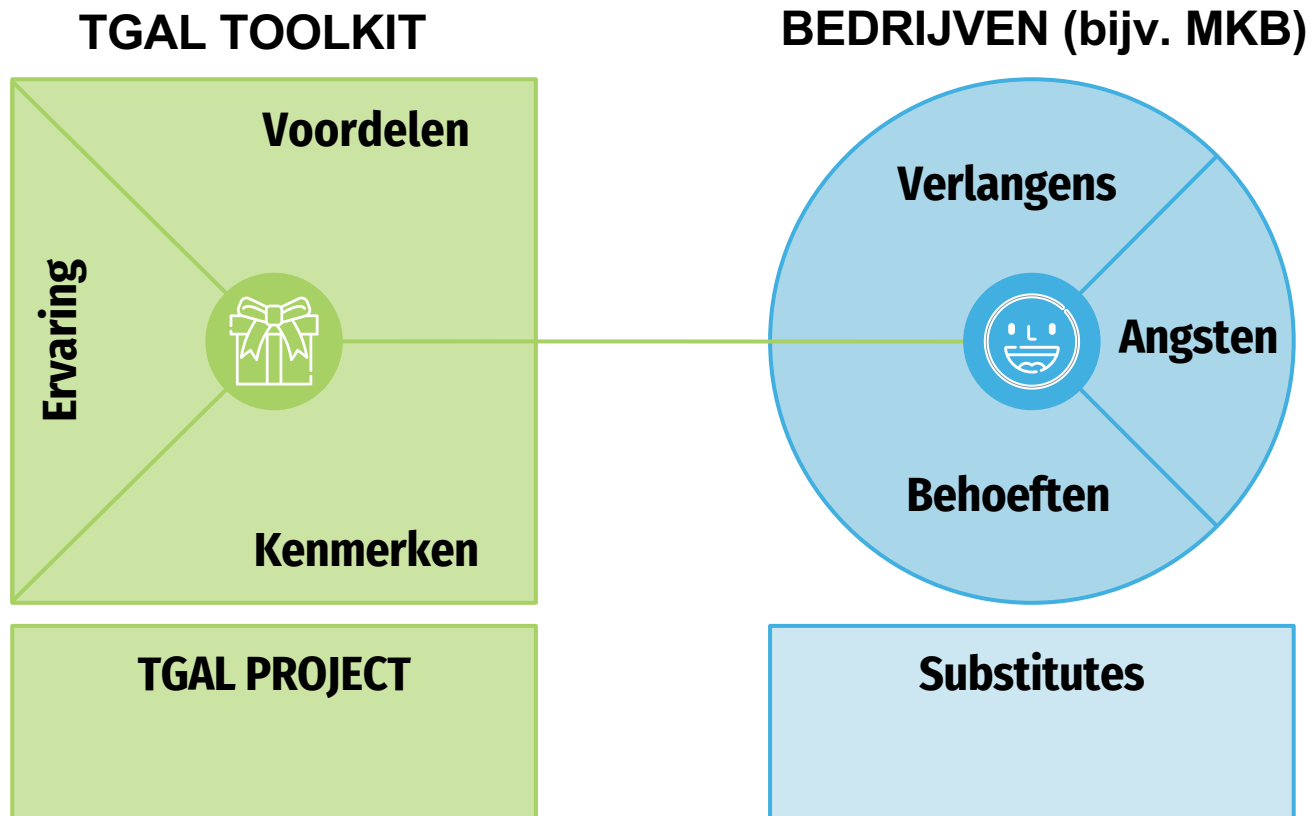 TGAL TOOLKIT
BEDRIJVEN (bijv. MKB)
Voordelen
Ervaring
Kenmerken
Verlangens
Angsten
Behoeften
TGAL PROJECT
Substitutes